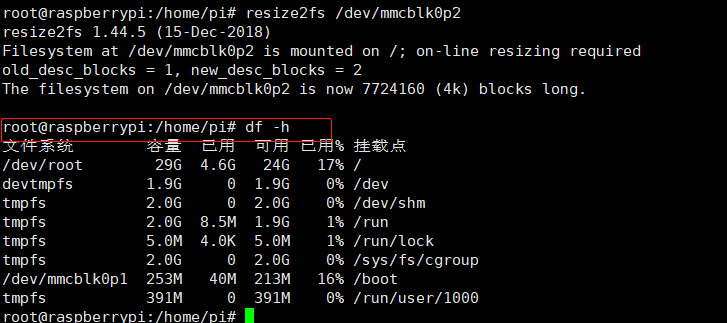 root@raspberrypi:/home/pi# resize2fs /dev/mmcblk0p2
resize2fs 1.44.5 (15-Dec-2018)
Filesystem at /dev/mmcblk0p2 is mounted on /; on-line resizing required
old_desc_blocks = 1, new_desc_blocks = 2
The filesystem on /dev/mmcblk0p2 is now 7724160 (4k) blocks long.
root@raspberrypi:/home/pi# df -h
文件系统 容量 已用 可用 已用% 挂载点
/dev/root 29G 4.6G 24G 17% /
devtmpfs 1.9G 0 1.9G 0% /dev
tmpfs 2.0G 0 2.0G 0% /dev/shm
tmpfs 2.0G 8.5M 1.9G 1% /run
tmpfs 5.0M 4.0K 5.0M 1% /run/lock
tmpfs 2.0G 0 2.0G 0% /sys/fs/cgroup
/dev/mmcblk0p1 253M 40M 213M 16% /boot
tmpfs 391M 0 391M 0% /run/user/1000
root@raspberrypi:/home/pi#